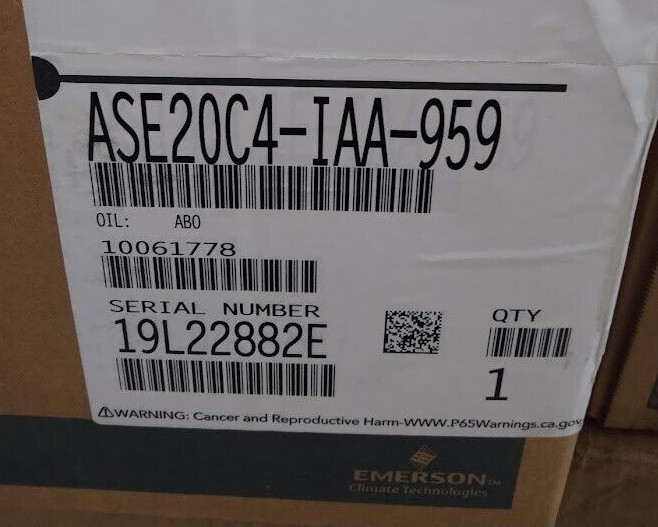 ASE20C4-IAA-959
OIL: ABO
10061778
SERIAL NUMBER
19L22882E
QTY
1
⚠WARNING: Cancer and Reproductive Harm-WWW.P65Warnings.ca.gov
EMERSON™
Climate Technologies